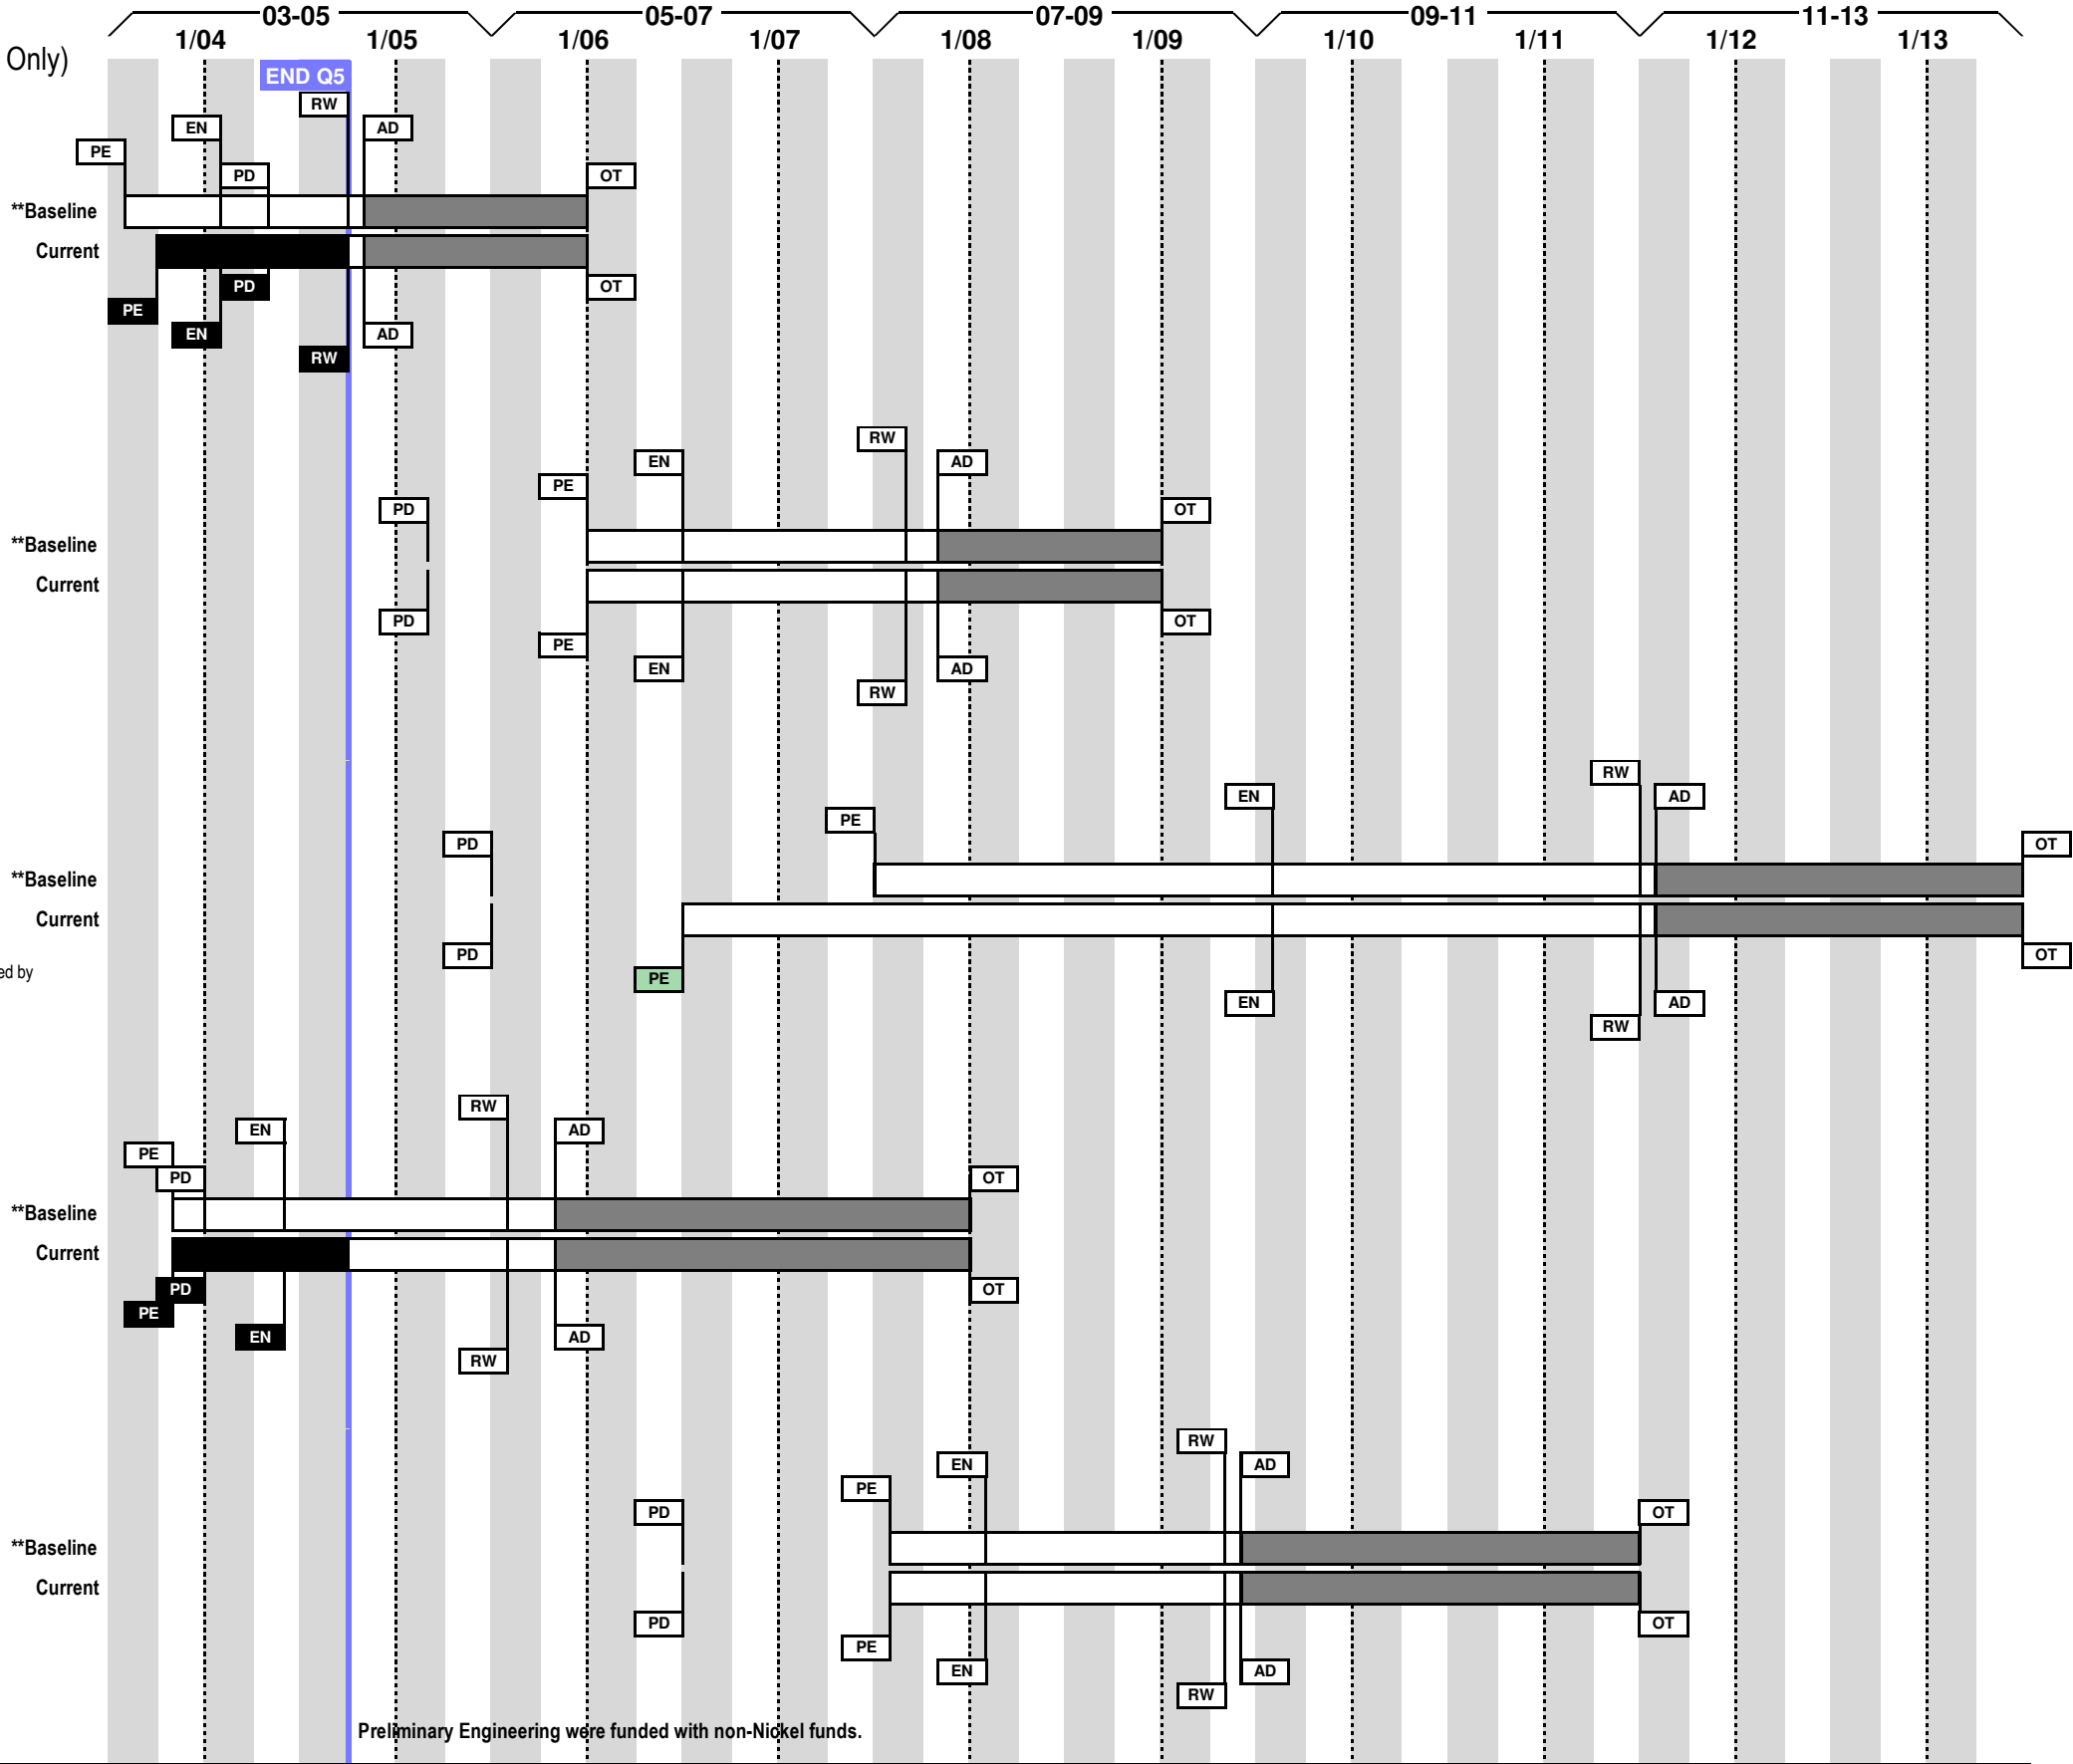 03-05 05-07 07-09 09-11 11-13
1/04 1/05 1/06 1/07 1/08 1/09 1/10 1/11 1/12 1/13
Only)
END Q5
RW
EN AD
PE
PD OT
**Baseline
Current
PD OT
PE
EN AD
RW
RW
EN AD
PE
PD OT
**Baseline
Current
PD OT
PE
EN AD
RW
RW
EN AD
PE
PD OT
**Baseline
Current
PD OT
ed by
PE
EN AD
RW
RW
EN AD
PE
PD OT
**Baseline
Current
PD OT
PE
EN AD
RW
RW
EN AD
PE
PD OT
**Baseline
Current
PD OT
PE
EN AD
RW
Preliminary Engineering were funded with non-Nickel funds.